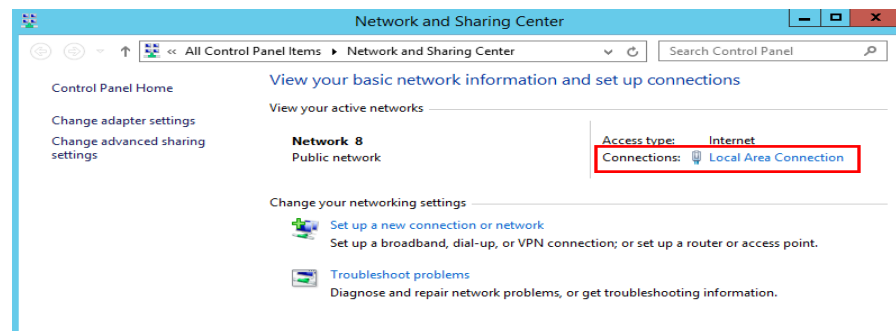 Network and Sharing Center
« All Control Panel Items Network and Sharing Center
Search Control Panel
Control Panel Home
Change adapter settings
Change advanced sharing
settings
View your basic network information and set up connections
View your active networks
Network 8
Public network
Access type: Internet
Connections: Local Area Connection
Change your networking settings
Set up a new connection or network
Set up a broadband, dial-up, or VPN connection; or set up a router or access point.
Troubleshoot problems
Diagnose and repair network problems, or get troubleshooting information.